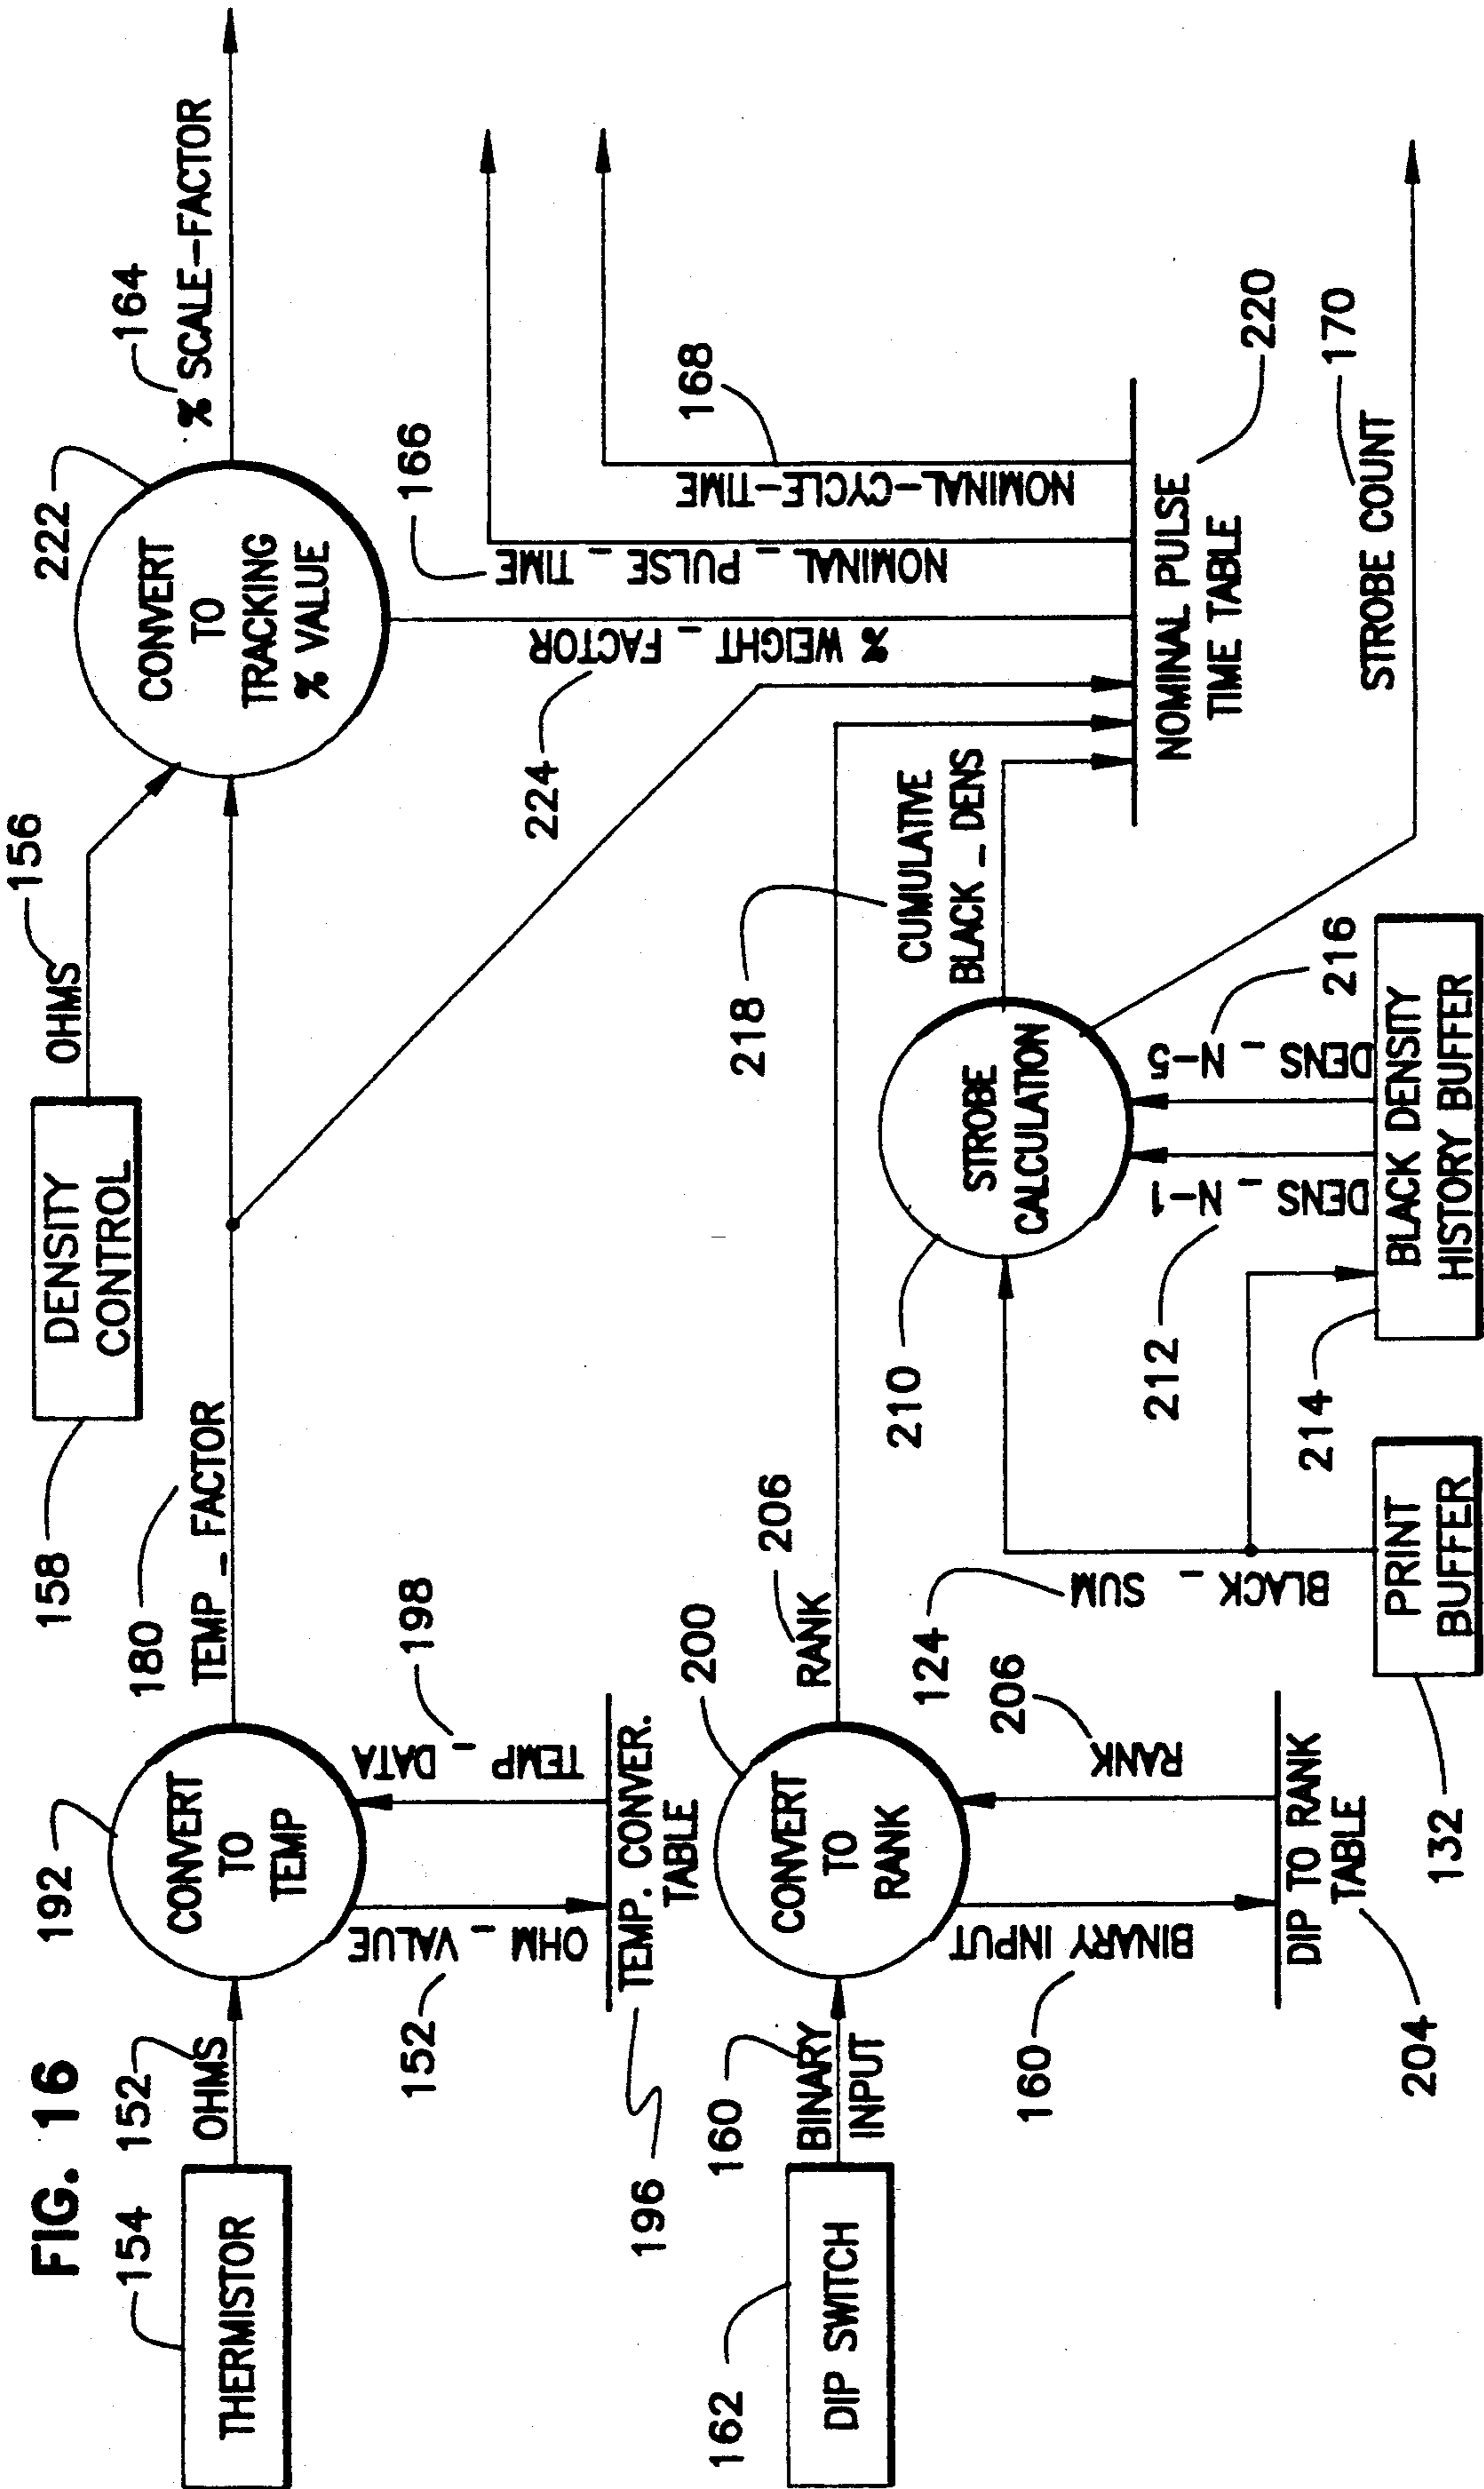 FIG. 16
154
THERMISTOR
152
OHMS
192
CONVERT
TO
TEMP
180
TEMP _ FACTOR
158
DENSITY
CONTROL
156
OHMS
222
CONVERT
TO
TRACKING
% VALUE
164
% SCALE-FACTOR
OHM _ VALUE
152
TEMP _ DATA
198
TEMP. CONVER.
TABLE
196
162
DIP SWITCH
160
BINARY
INPUT
200
CONVERT
TO
RANK
RANK
206
BINARY INPUT
160
RANK
206
DIP TO RANK
TABLE
204
124
BLACK _ SUM
PRINT
BUFFER
132
210
STROBE
CALCULATION
218
CUMULATIVE
BLACK _ DENS
212
DENS _ N-1
DENS _ N-5
216
214
BLACK DENSITY
HISTORY BUFFER
224
% WEIGHT _ FACTOR
166
NOMINAL _ PULSE _ TIME
168
NOMINAL-CYCLE-TIME
NOMINAL PULSE
TIME TABLE
220
STROBE COUNT
170